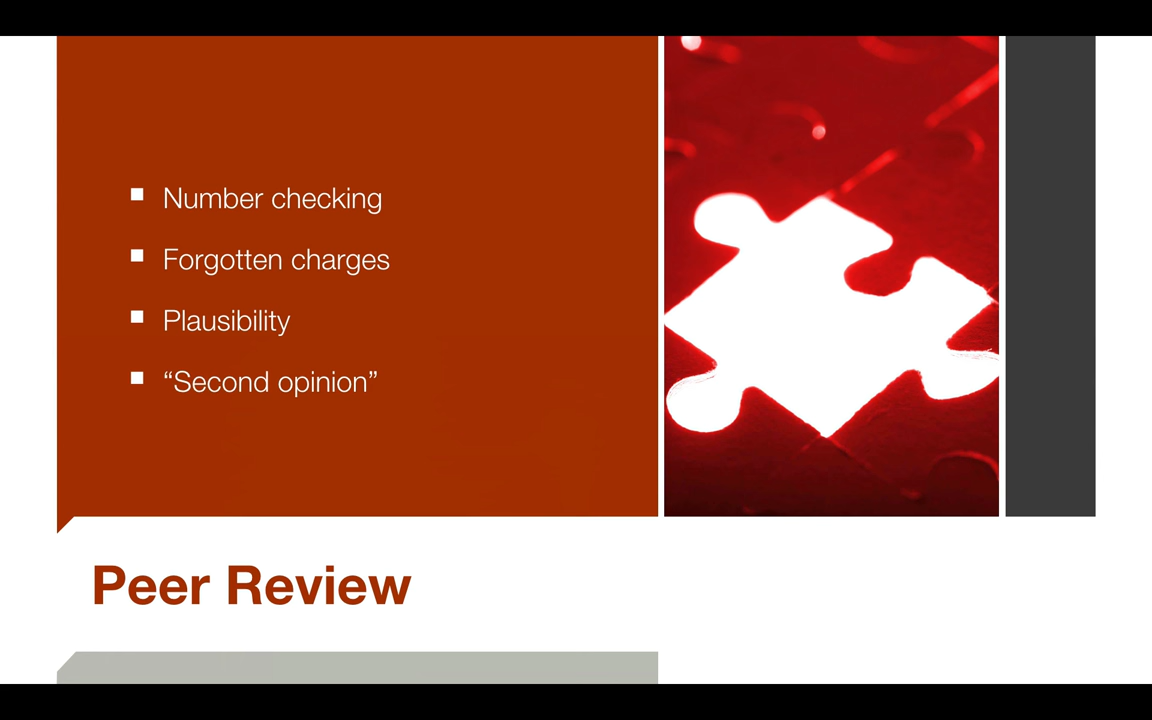 Number checking
Forgotten charges
Plausibility
“Second opinion”
Peer Review